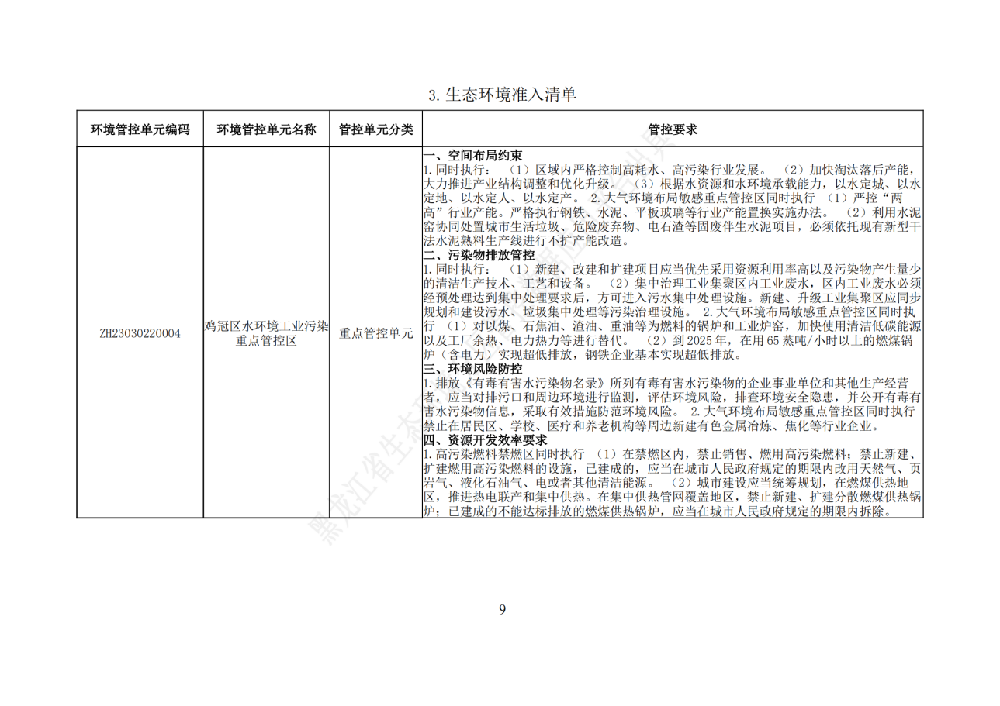 3.生态环境准入清单
环境管控单元编码 环境管控单元名称 管控单元分类 管控要求
ZH23030220004
鸡冠区水环境工业污染
重点管控区
重点管控单元
一、空间布局约束
1.同时执行： （1）区域内严格控制高耗水、高污染行业发展。 （2）加快淘汰落后产能，
大力推进产业结构调整和优化升级。 （3）根据水资源和水环境承载能力，以水定城、以水
定地、以水定人、以水定产。 2.大气环境布局敏感重点管控区同时执行 （1）严控“两
高”行业产能。严格执行钢铁、水泥、平板玻璃等行业产能置换实施办法。 （2）利用水泥
窑协同处置城市生活垃圾、危险废弃物、电石渣等固废伴生水泥项目，必须依托现有新型干
法水泥熟料生产线进行不扩产能改造。
二、污染物排放管控
1.同时执行： （1）新建、改建和扩建项目应当优先采用资源利用率高以及污染物产生量少
的清洁生产技术、工艺和设备。 （2）集中治理工业集聚区内工业废水，区内工业废水必须
经预处理达到集中处理要求后，方可进入污水集中处理设施。新建、升级工业集聚区应同步
规划和建设污水、垃圾集中处理等污染治理设施。 2.大气环境布局敏感重点管控区同时执
行 （1）对以煤、石焦油、渣油、重油等为燃料的锅炉和工业炉窑，加快使用清洁低碳能源
以及工厂余热、电力热力等进行替代。 （2）到 2025 年，在用 65 蒸吨/小时以上的燃煤锅
炉（含电力）实现超低排放，钢铁企业基本实现超低排放。
三、环境风险防控
1.排放《有毒有害水污染物名录》所列有毒有害水污染物的企业事业单位和其他生产经营
者，应当对排污口和周边环境进行监测，评估环境风险，排查环境安全隐患，并公开有毒有
害水污染物信息，采取有效措施防范环境风险。 2.大气环境布局敏感重点管控区同时执行
禁止在居民区、学校、医疗和养老机构等周边新建有色金属冶炼、焦化等行业企业。
四、资源开发效率要求
1.高污染燃料禁燃区同时执行 （1）在禁燃区内，禁止销售、燃用高污染燃料；禁止新建、
扩建燃用高污染燃料的设施，已建成的，应当在城市人民政府规定的期限内改用天然气、页
岩气、液化石油气、电或者其他清洁能源。 （2）城市建设应当统筹规划，在燃煤供热地
区，推进热电联产和集中供热。在集中供热管网覆盖地区，禁止新建、扩建分散燃煤供热锅
炉；已建成的不能达标排放的燃煤供热锅炉，应当在城市人民政府规定的期限内拆除。
黑龙江省生态环
9